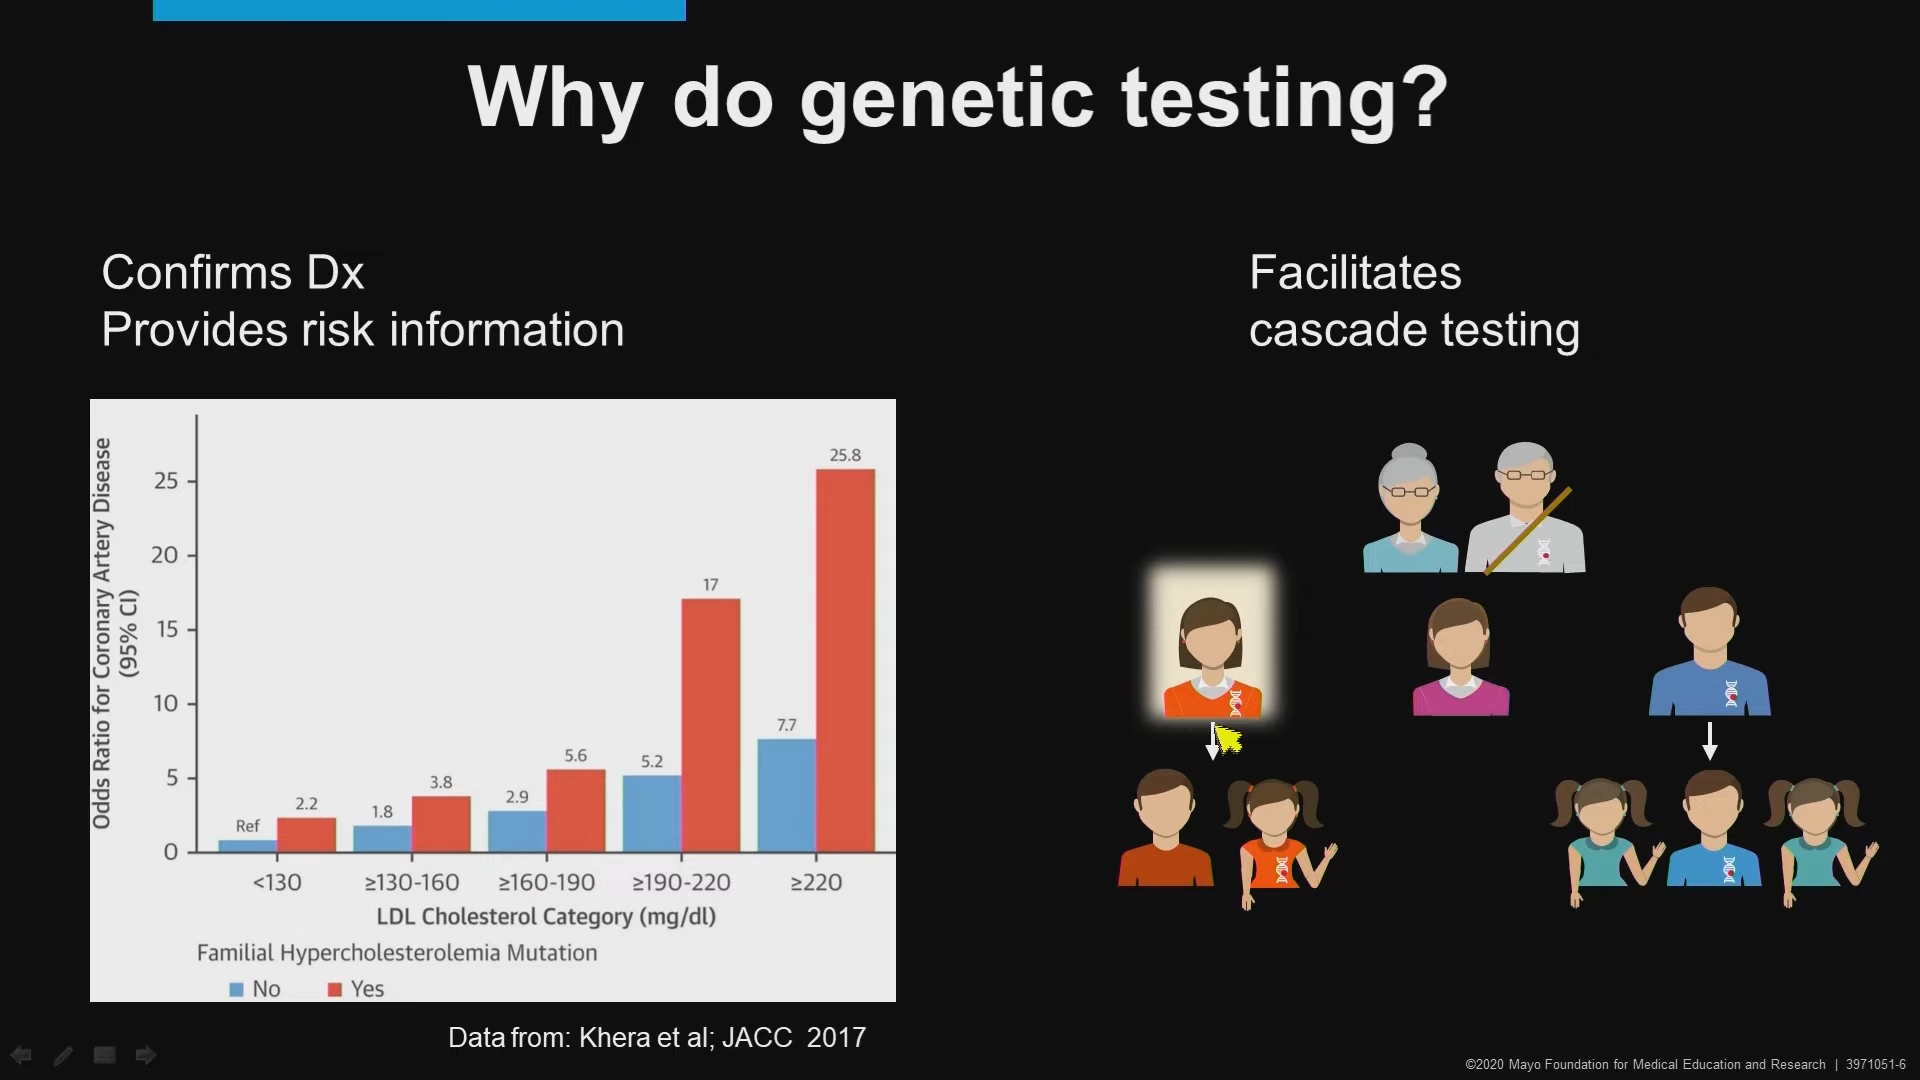 Why do genetic testing?
Confirms Dx
Provides risk information
Facilitates
cascade testing
Odds Ratio for Coronary Artery Disease
(95% CI)
25
20
15
10
5
0
Ref
2.2
1.8
3.8
2.9
5.6
5.2
17
7.7
25.8
<130
≥130-160
≥160-190
≥190-220
≥220
LDL Cholesterol Category (mg/dl)
Familial Hypercholesterolemia Mutation
No
Yes
Data from: Khera et al; JACC 2017
©2020 Mayo Foundation for Medical Education and Research | 3971051-6